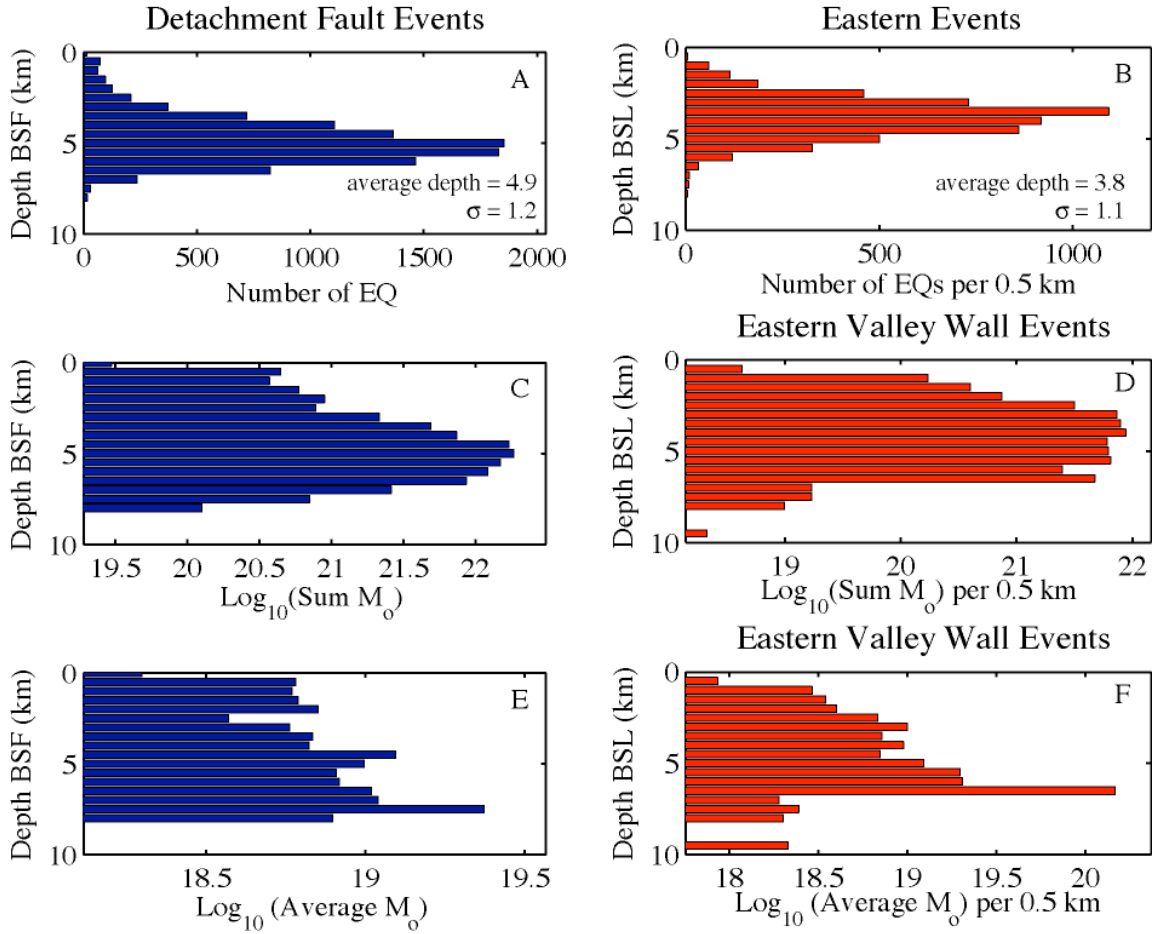 Detachment Fault Events
0
5
10
Depth BSF (km)
A
average depth = 4.9
σ = 1.2
0 500 1000 1500 2000
Number of EQ
Eastern Events
0
5
10
Depth BSL (km)
B
average depth = 3.8
σ = 1.1
0 500 1000
Number of EQs per 0.5 km
0
5
10
Depth BSF (km)
C
19.5 20 20.5 21 21.5 22
Log10(Sum Mo)
Eastern Valley Wall Events
0
5
10
Depth BSL (km)
D
19 20 21 22
Log10(Sum Mo) per 0.5 km
0
5
10
Depth BSF (km)
E
18.5 19 19.5
Log10 (Average Mo)
Eastern Valley Wall Events
0
5
10
Depth BSL (km)
F
18 18.5 19 19.5 20
Log10 (Average Mo) per 0.5 km